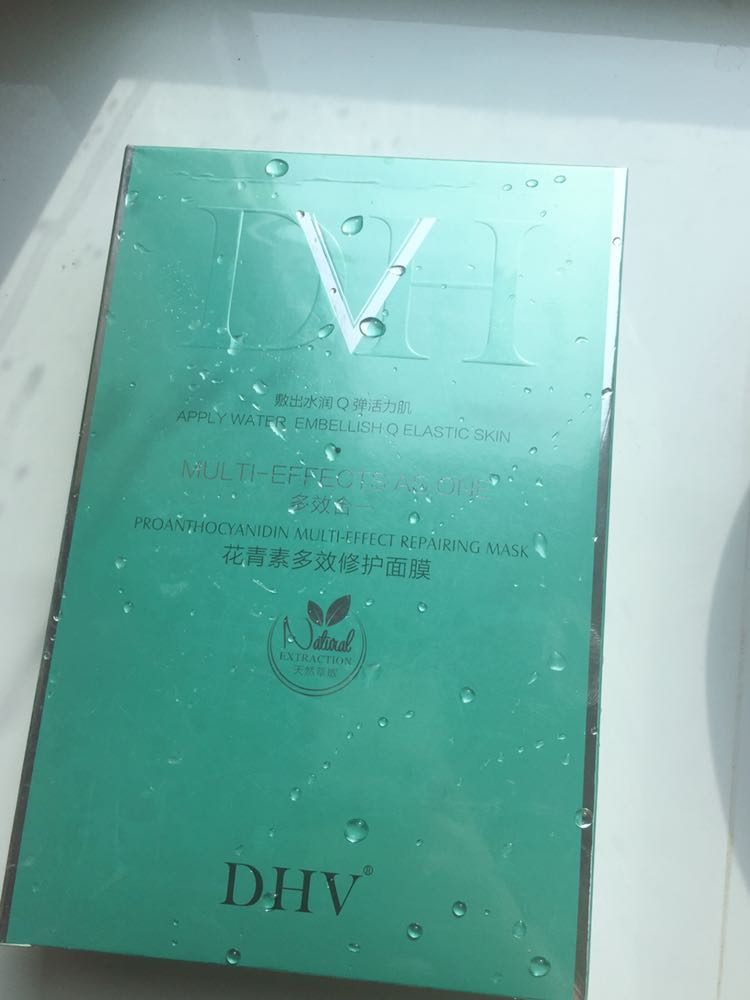 DVH
敷出水润Q弹活力肌
APPLY WATER EMBELLISH Q ELASTIC SKIN
MULTI-EFFECTS AS ONE
多效合一
PROANTHOCYANIDIN MULTI-EFFECT REPAIRING MASK
花青素多效修护面膜
Natural
EXTRACTION
天然萃取
DHV®